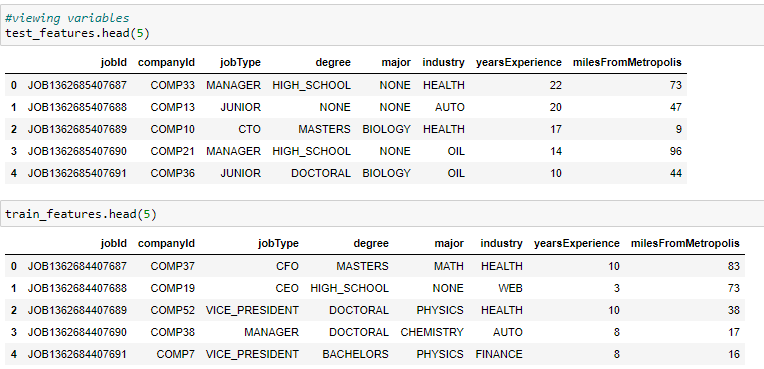 #viewing variables
test_features.head(5)
jobId companyId jobType degree major industry yearsExperience milesFromMetropolis
0 JOB1362685407687 COMP33 MANAGER HIGH_SCHOOL NONE HEALTH 22 73
1 JOB1362685407688 COMP13 JUNIOR NONE NONE AUTO 20 47
2 JOB1362685407689 COMP10 CTO MASTERS BIOLOGY HEALTH 17 9
3 JOB1362685407690 COMP21 MANAGER HIGH_SCHOOL NONE OIL 14 96
4 JOB1362685407691 COMP36 JUNIOR DOCTORAL BIOLOGY OIL 10 44
train_features.head(5)
jobId companyId jobType degree major industry yearsExperience milesFromMetropolis
0 JOB1362684407687 COMP37 CFO MASTERS MATH HEALTH 10 83
1 JOB1362684407688 COMP19 CEO HIGH_SCHOOL NONE WEB 3 73
2 JOB1362684407689 COMP52 VICE_PRESIDENT DOCTORAL PHYSICS HEALTH 10 38
3 JOB1362684407690 COMP38 MANAGER DOCTORAL CHEMISTRY AUTO 8 17
4 JOB1362684407691 COMP7 VICE_PRESIDENT BACHELORS PHYSICS FINANCE 8 16